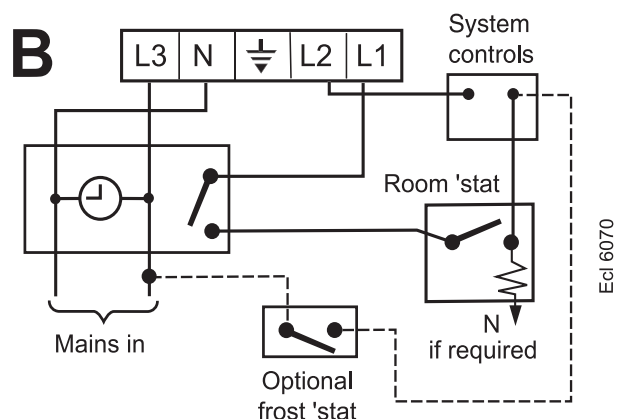 B
L3 N L2 L1
System
controls
Room 'stat
Ecl 6070
Mains in
N
if required
Optional
frost 'stat